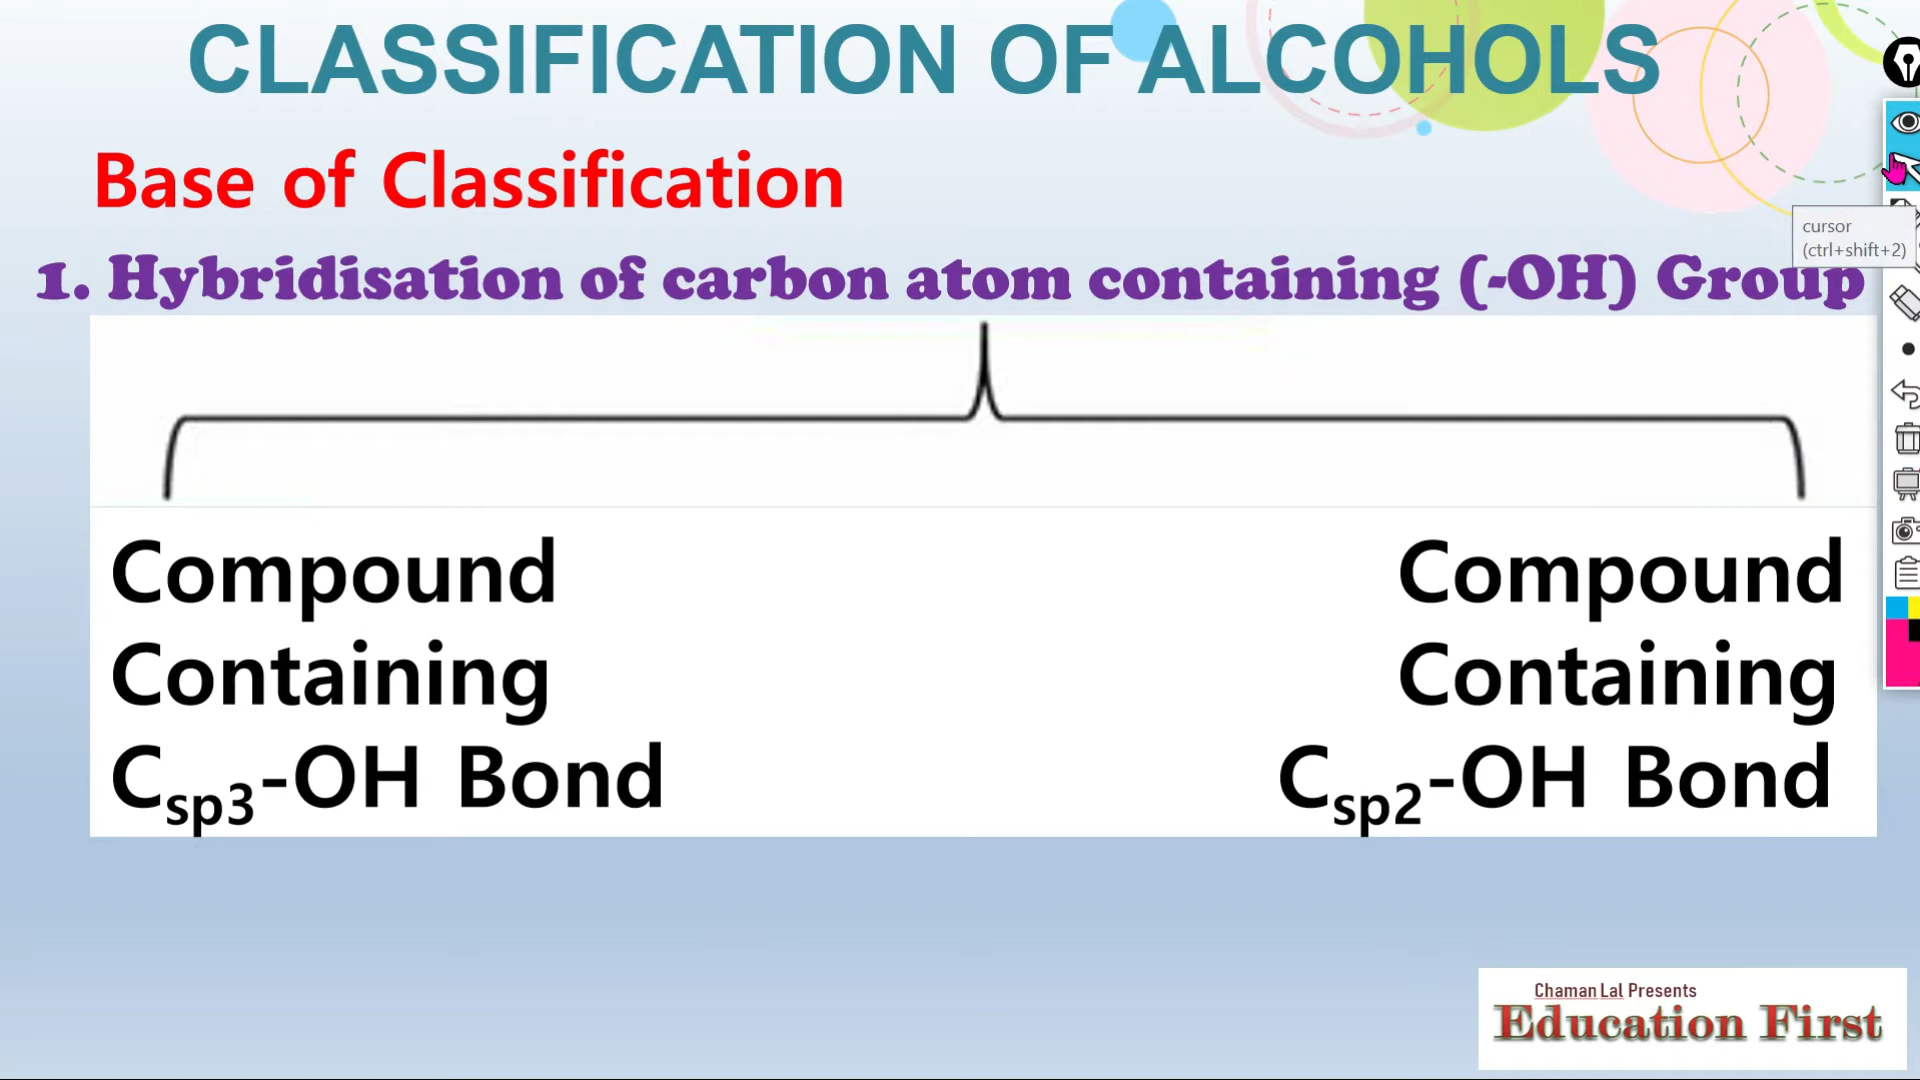 CLASSIFICATION OF ALCOHOLS
Base of Classification
cursor
(ctrl+shift+2)
1. Hybridisation of carbon atom containing (-OH) Group
Compound
Containing
Csp3-OH Bond
Compound
Containing
Csp2-OH Bond
Chaman Lal Presents
Education First